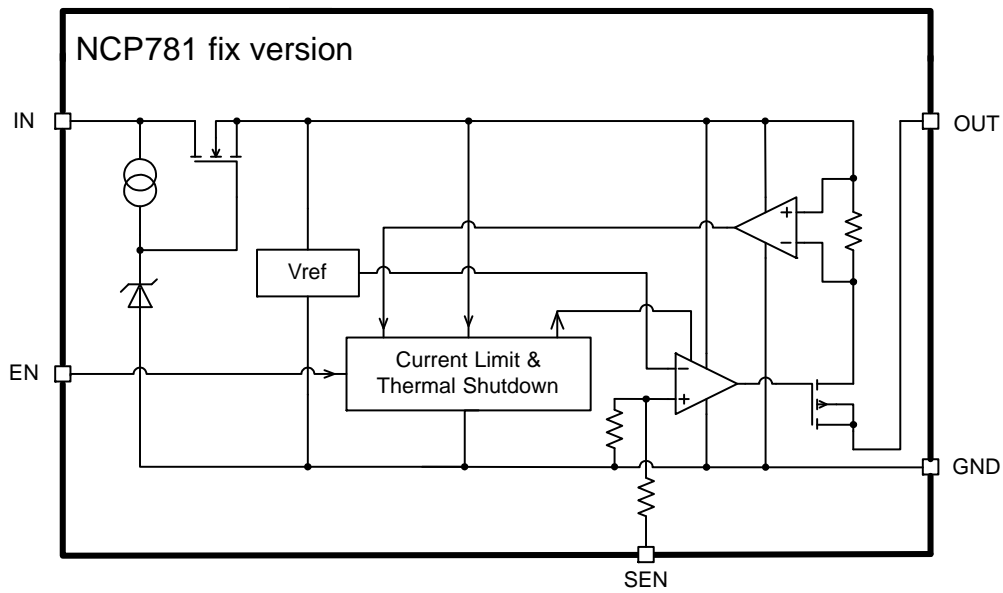 NCP781 fix version
IN
OUT
+
−
Vref
EN
Current Limit &
Thermal Shutdown
−
+
GND
SEN